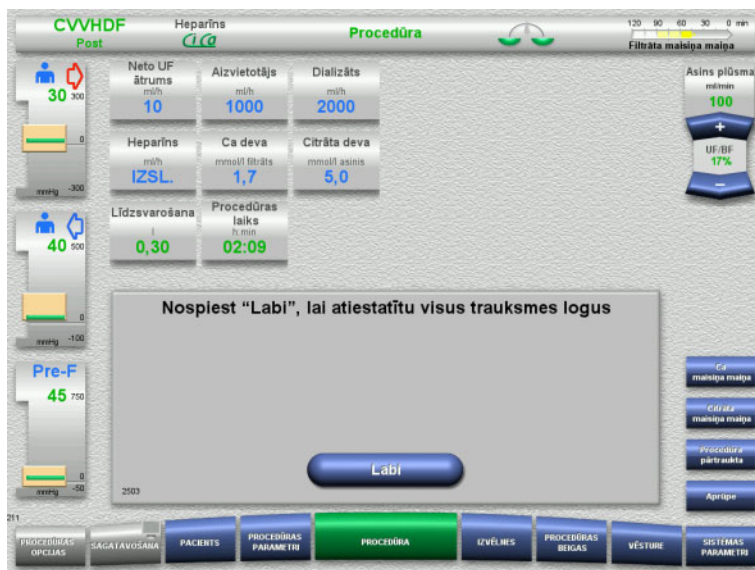 CVVHDF
Post
Heparīns
CiCa
Procedūra
120 90 60 30 0 min
Filtrāta maisiņa maiņa
30
300
0
-300
mmHg
Neto UF
ātrums
ml/h
10
Aizvietotājs
ml/h
1000
Dializāts
ml/h
2000
Asins plūsma
ml/min
100
+
UF/BF
17%
−
Heparīns
ml/h
IZSL.
Ca deva
mmol/l filtrāts
1,7
Citrāta deva
mmol/l asinis
5,0
Līdzsvarošana
l
0,30
Procedūras
laiks
h:min
02:09
40
500
0
-100
mmHg
Nospiest “Labi”, lai atiestatītu visus trauksmes logus
Pre-F
45
750
0
-50
mmHg
Labi
2503
Ca
maisiņa maiņa
Citrāta
maisiņa maiņa
Procedūra
pārtraukta
Aprūpe
211
PROCEDŪRAS
OPCIJAS
SAGATAVOŠANA
PACIENTS
PROCEDŪRAS
PARAMETRI
PROCEDŪRA
IZVĒLNES
PROCEDŪRAS
BEIGAS
VĒSTURE
SISTĒMAS
PARAMETRI